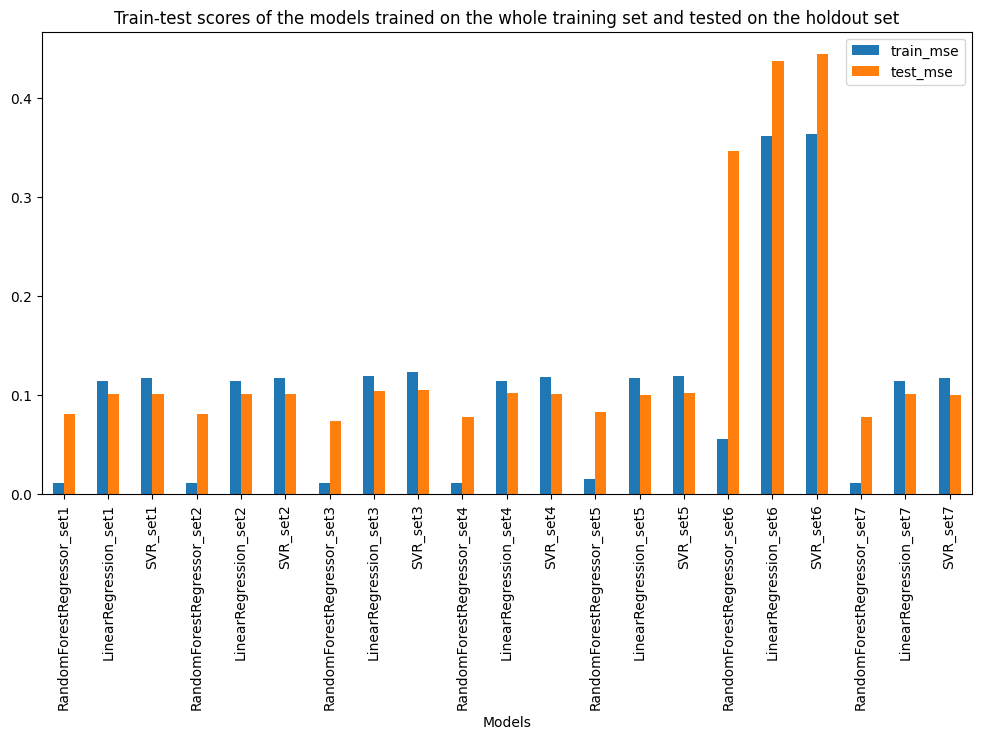 Train-test scores of the models trained on the whole training set and tested on the holdout set
train_mse
test_mse
0.4
0.3
0.2
0.1
0.0
RandomForestRegressor_set1
LinearRegression_set1
SVR_set1
RandomForestRegressor_set2
LinearRegression_set2
SVR_set2
RandomForestRegressor_set3
LinearRegression_set3
SVR_set3
RandomForestRegressor_set4
LinearRegression_set4
SVR_set4
RandomForestRegressor_set5
LinearRegression_set5
SVR_set5
RandomForestRegressor_set6
LinearRegression_set6
SVR_set6
RandomForestRegressor_set7
LinearRegression_set7
SVR_set7
Models